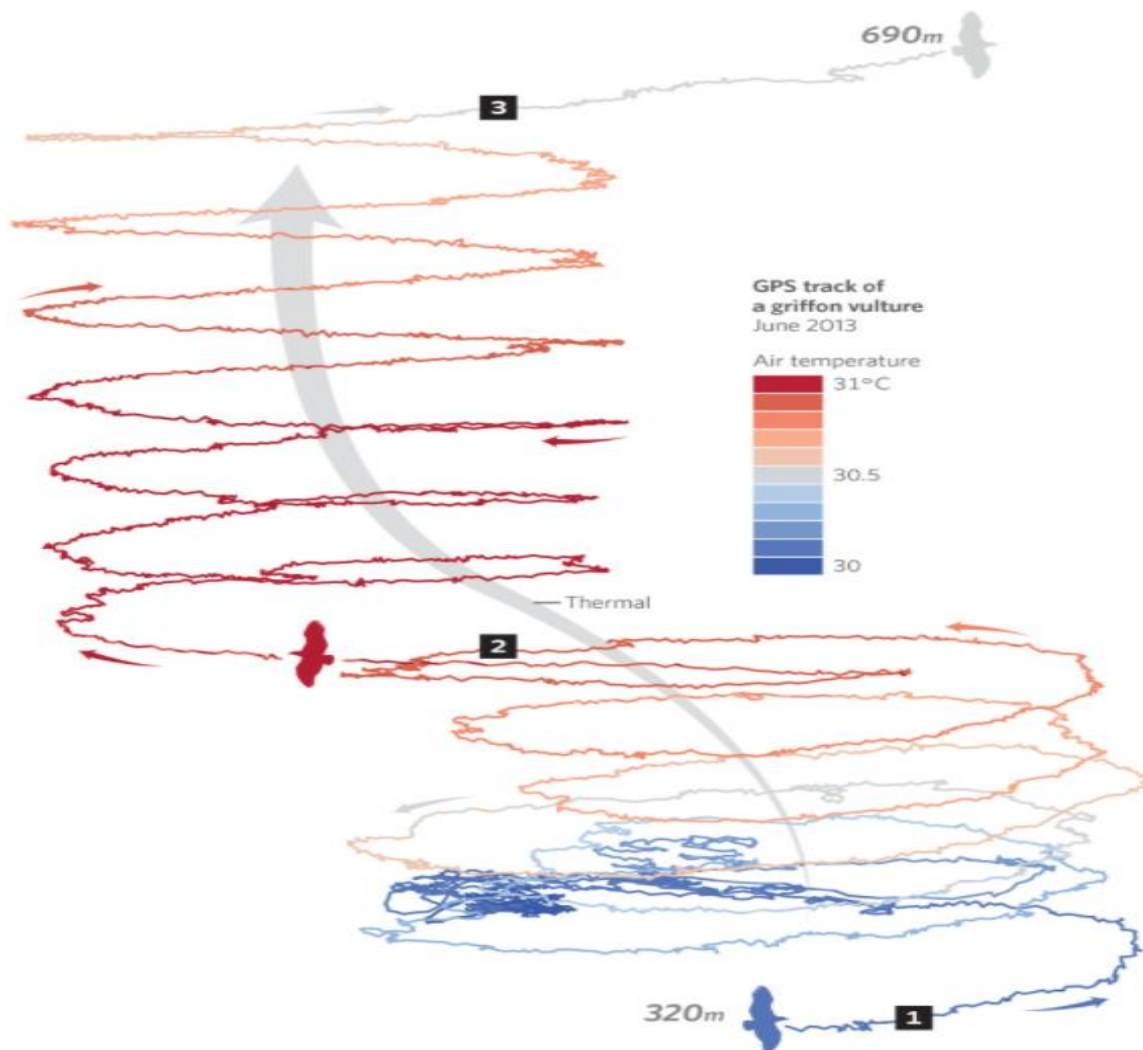 690m
3
GPS track of
a griffon vulture
June 2013
Air temperature
31°C
30.5
30
Thermal
2
320m
1